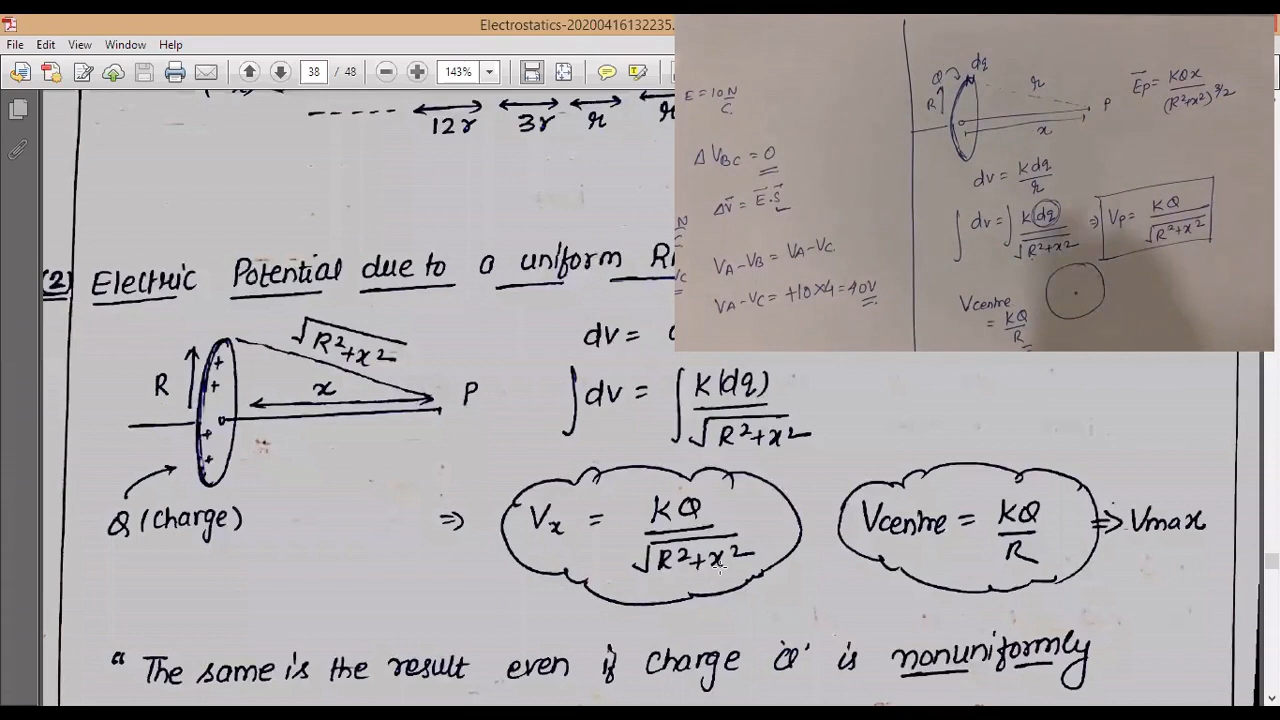 Electrostatics-20200416132235.
File Edit View Window Help
38 / 48
143%
12r 3r r
(2) Electric Potential due to a uniform
R
√R²+x²
x
P
Q (Charge)
dv =
∫dv = ∫ K(dq) / √R²+x²
⇒ Vx = KQ / √R²+x²
Vcentre = KQ / R ⇒ Vmax
"The same is the result even if charge 'Q' is nonuniformly
E = 10 N/C
Δ VBC = 0
ΔV = E.S
VA-VB = VA-VC
VA-VC = +10×4 = 40V
Q dq
R
r
P
x
Ep = KQx / (R²+x²)^3/2
dv = Kdq / r
∫dv = ∫ K dq / √R²+x² ⇒ Vp = KQ / √R²+x²
Vcentre
= KQ / R